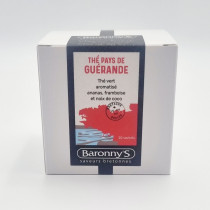 THÉ PAYS DE
GUÉRANDE
Thé vert
aromatisé
ananas, framboise
et noix de coco
BARONNY'S
saveurs bretonnes